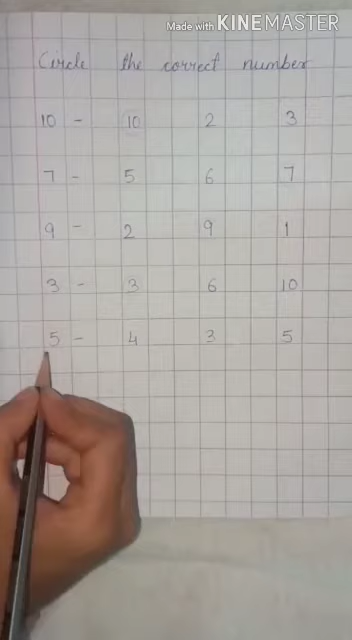 Made with KINEMASTER
Circle the correct number
10 - 10 2 3
7 - 5 6 7
9 - 2 9 1
3 - 3 6 10
5 - 4 3 5